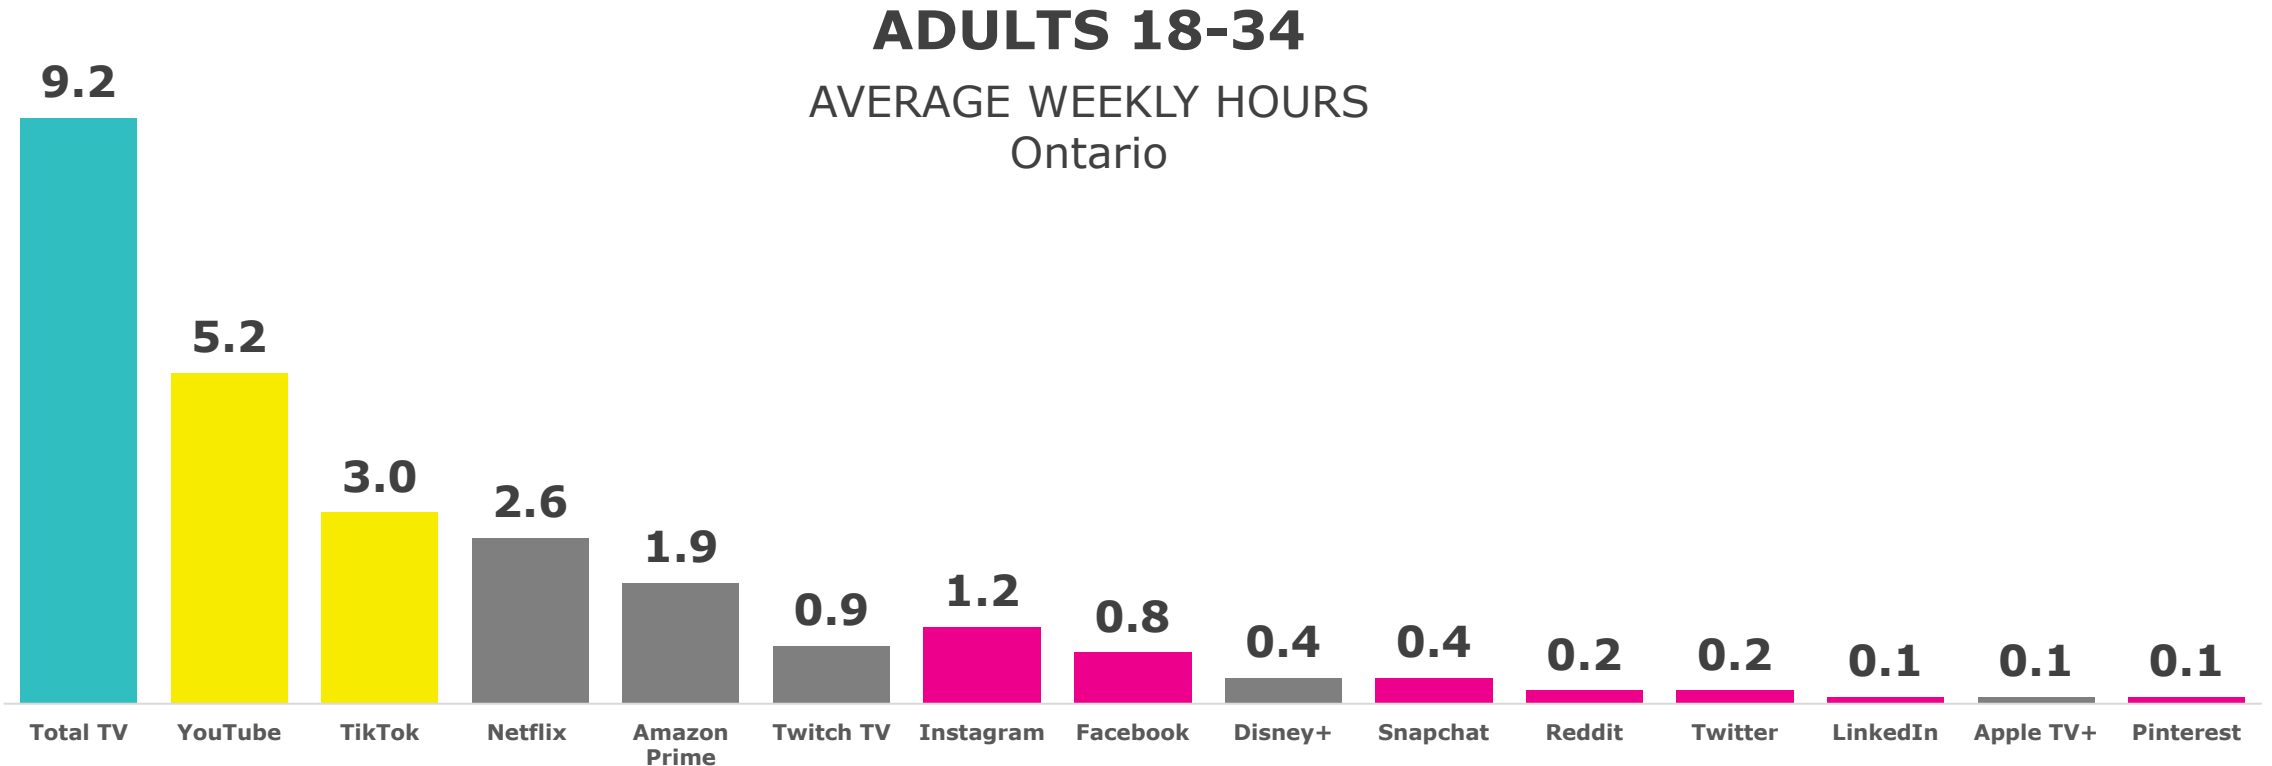 ADULTS 18-34
AVERAGE WEEKLY HOURS
Ontario
9.2
5.2
3.0
2.6
1.9
0.9
1.2
0.8
0.4
0.4
0.2
0.2
0.1
0.1
0.1
Total TV
YouTube
TikTok
Netflix
Amazon
Prime
Twitch TV
Instagram
Facebook
Disney+
Snapchat
Reddit
Twitter
LinkedIn
Apple TV+
Pinterest